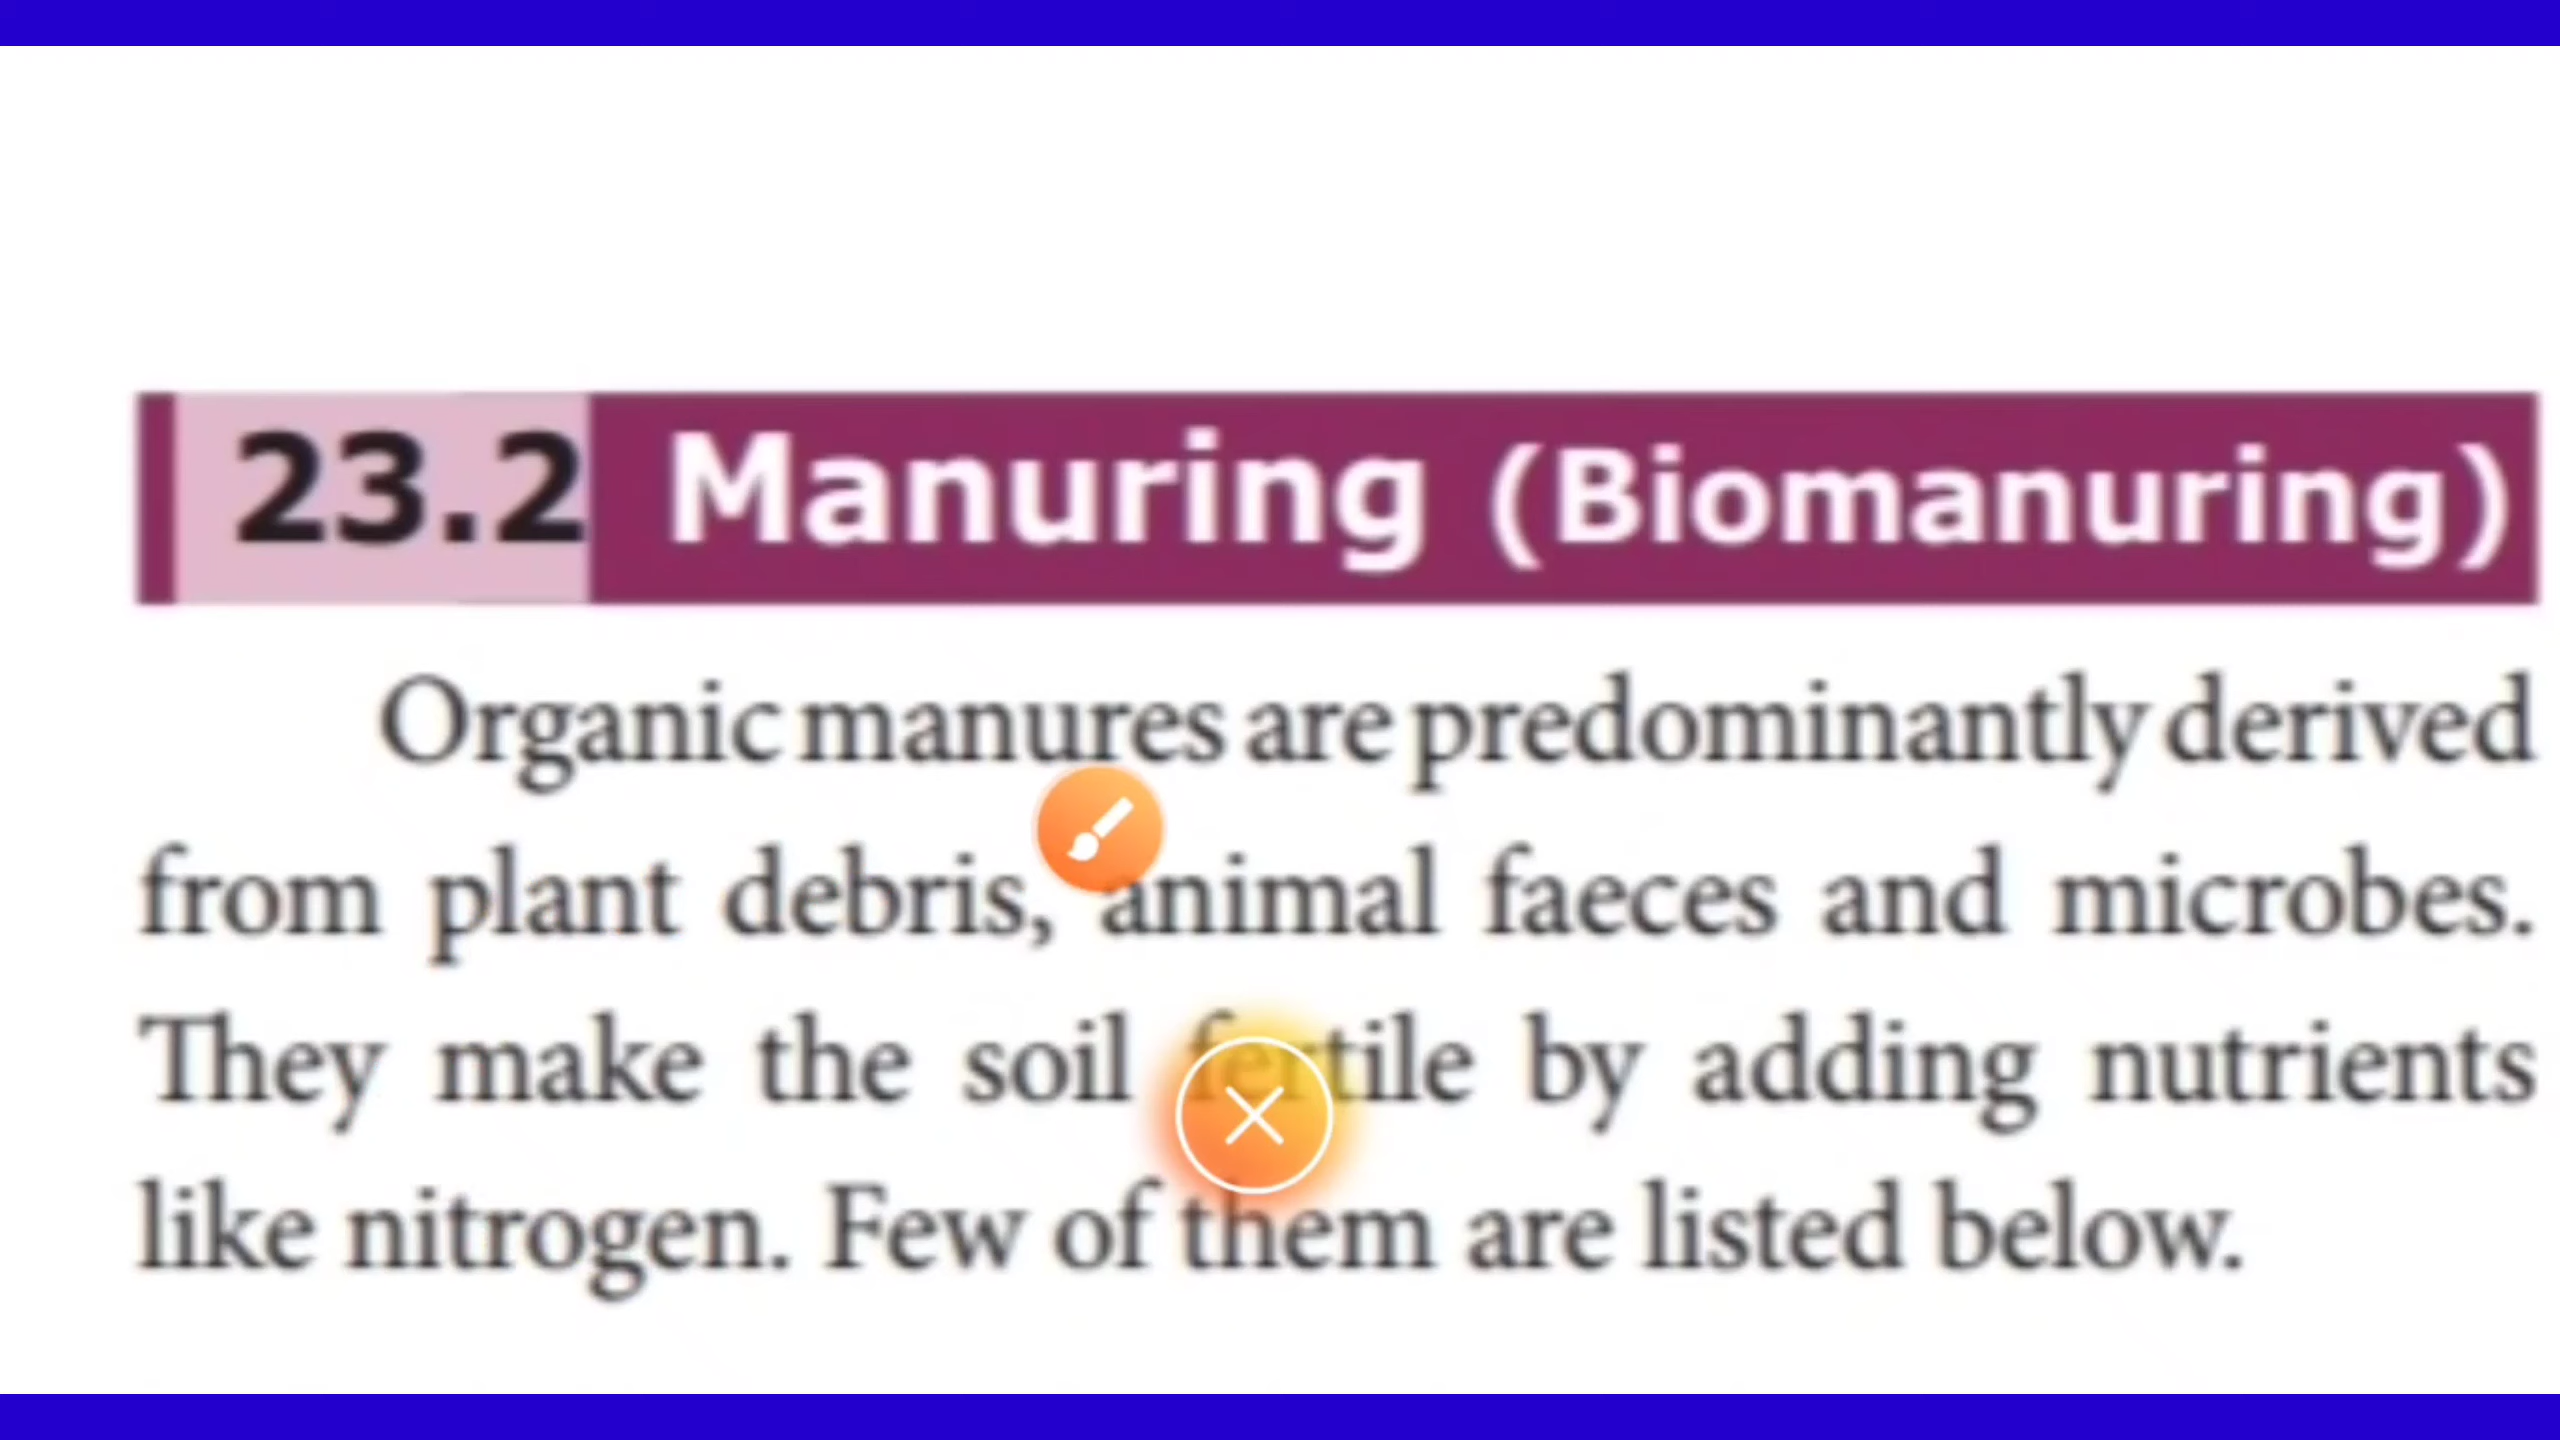 23.2 Manuring (Biomanuring)
Organic manures are predominantly derived
from plant debris, animal faeces and microbes.
They make the soil fertile by adding nutrients
like nitrogen. Few of them are listed below.